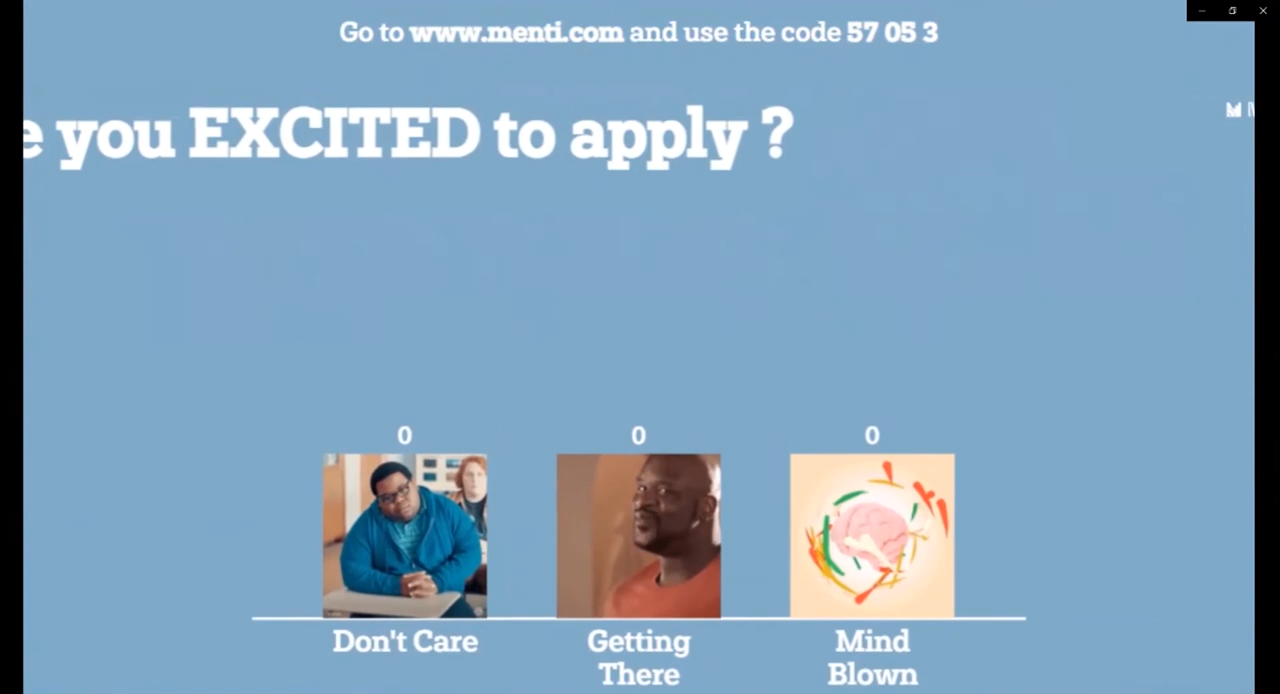 Go to www.menti.com and use the code 57 05 3
e you EXCITED to apply ?
M
0
0
0
Don't Care
Getting
There
Mind
Blown